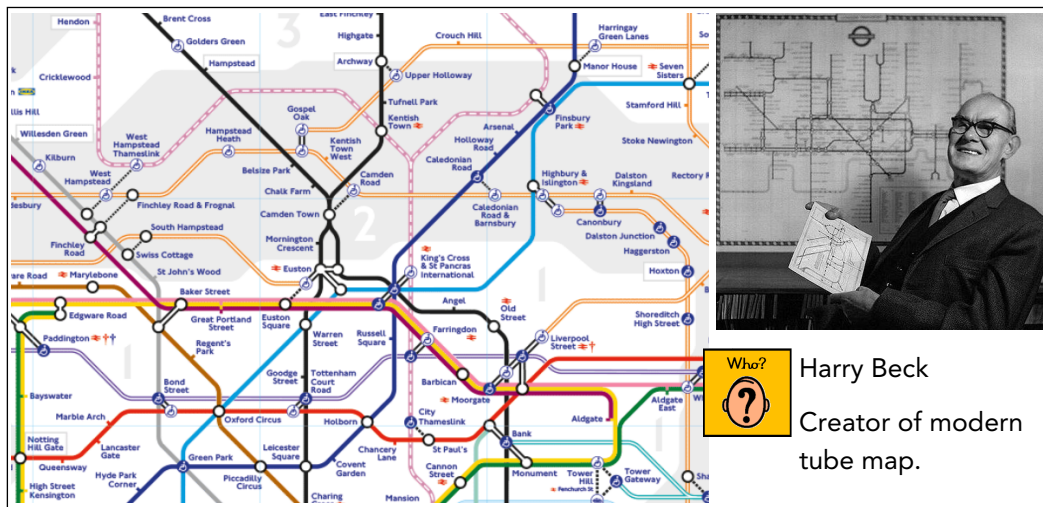 Brent Cross
East Finchley
Hendon
3
Highgate
Crouch Hill
Harringay
Green Lanes
Golders Green
Archway
Manor House
Seven
Sisters
Hampstead
Cricklewood
Upper Holloway
Tufnell Park
Stamford Hill
Willesden Green
West
Hampstead
Thameslink
Hampstead
Heath
Gospel
Oak
Kentish
Town
Arsenal
Finsbury
Park
Holloway
Road
Stoke Newington
Kilburn
Kentish
Town
West
Caledonian
Road
West
Hampstead
Belsize Park
Camden
Road
Highbury &
Islington
Dalston
Kingsland
Rectory
Chalk Farm
Finchley Road & Frognal
Camden Town
2
Caledonian
Road &
Barnsbury
Canonbury
Dalston Junction
Haggerston
South Hampstead
Finchley
Road
Swiss Cottage
Mornington
Crescent
King's Cross
& St Pancras
International
Hoxton
Marylebone
St John's Wood
Euston
1
Baker Street
Angel
Old
Street
Edgware Road
Great Portland
Street
Euston
Square
Farringdon
Shoreditch
High Street
Paddington
Regent's
Park
Warren
Street
Russell
Square
Liverpool
Street
1
Barbican
Bond
Street
Goodge
Street
Tottenham
Court
Road
Moorgate
Bayswater
Aldgate
East
Marble Arch
Oxford Circus
Holborn
City
Thameslink
Aldgate
1
Notting
Hill Gate
Lancaster
Gate
Leicester
Square
Chancery
Lane
St Paul's
Bank
Queensway
Green Park
Covent
Garden
Cannon
Street
Monument
Tower
Hill
Tower
Gateway
High Street
Kensington
Hyde Park
Corner
Piccadilly
Circus
Charing
Mansion
Fenchurch St
Who?
?
Harry Beck
Creator of modern
tube map.